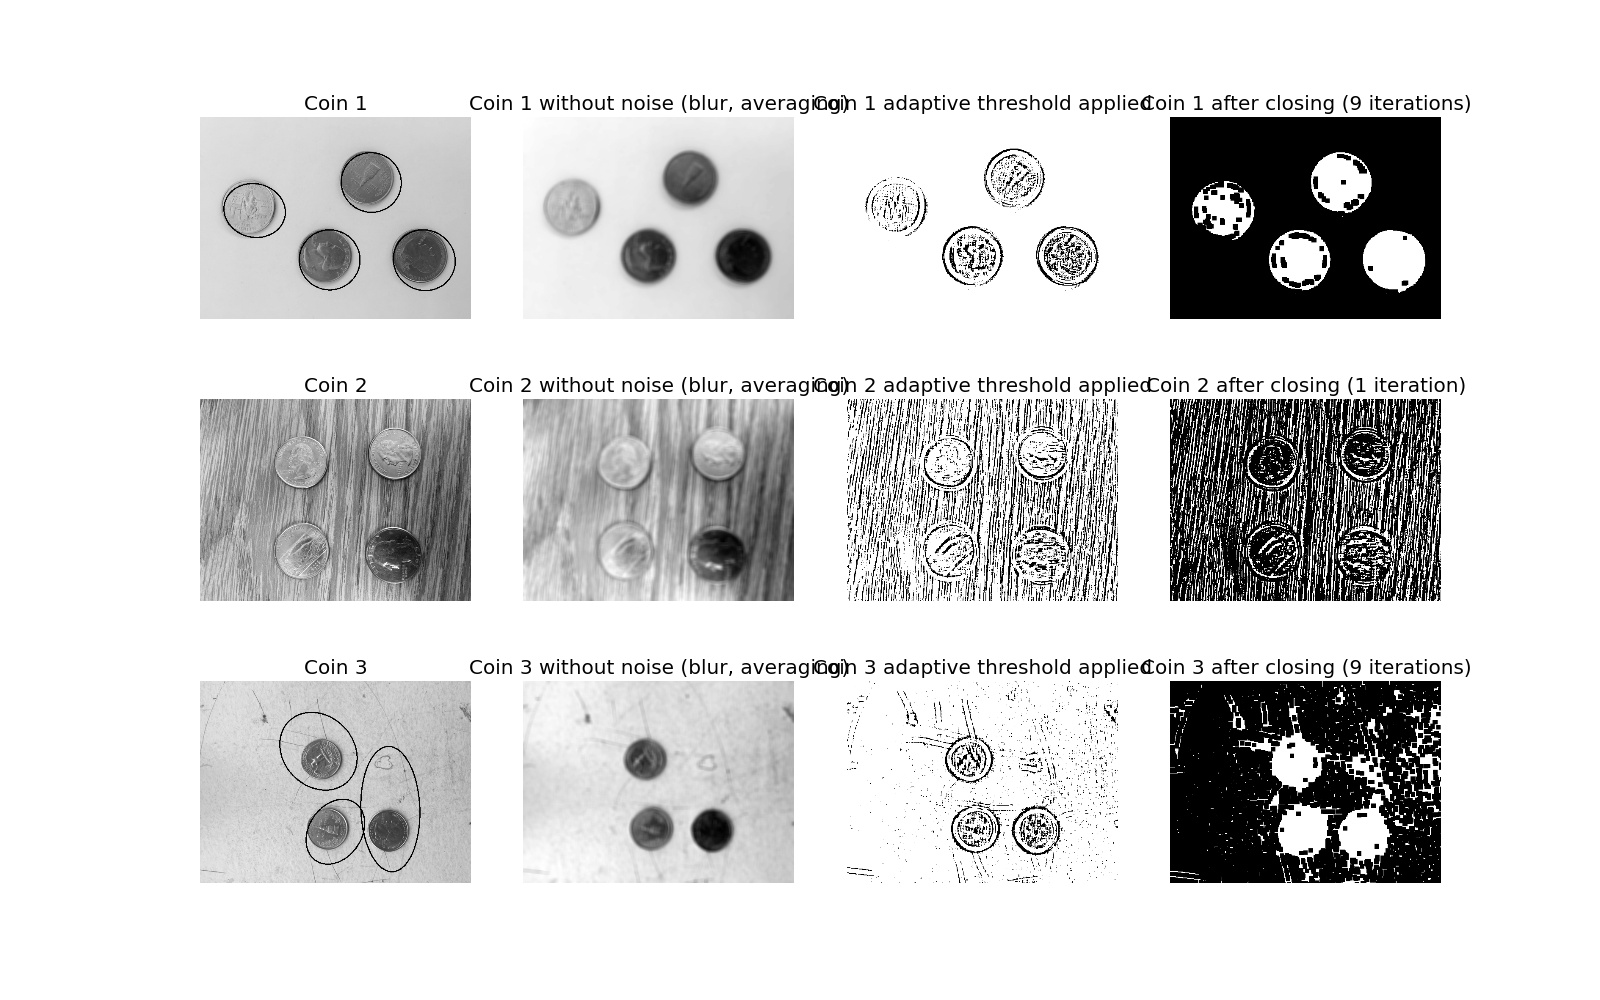 Coin 1
Coin 1 without noise (blur, averaging)
Coin 1 adaptive threshold applied
Coin 1 after closing (9 iterations)
Coin 2
Coin 2 without noise (blur, averaging)
Coin 2 adaptive threshold applied
Coin 2 after closing (1 iteration)
Coin 3
Coin 3 without noise (blur, averaging)
Coin 3 adaptive threshold applied
Coin 3 after closing (9 iterations)